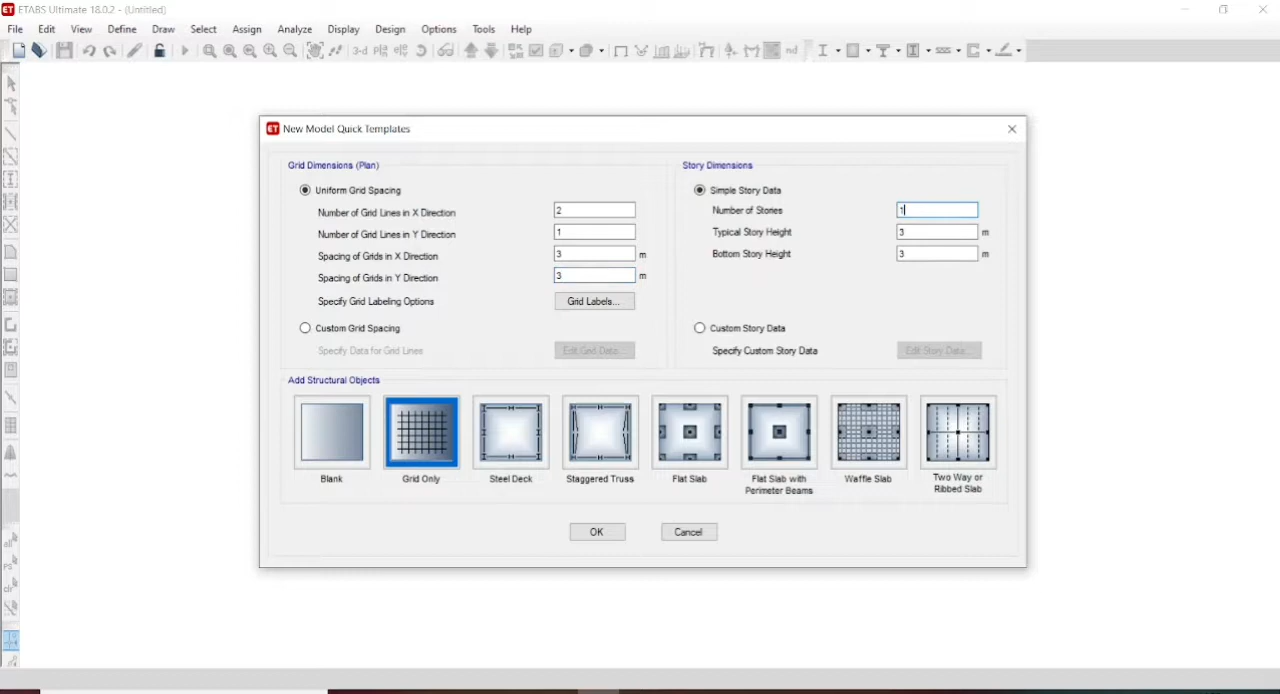 ETABS Ultimate 18.0.2 - (Untitled)
File Edit View Define Draw Select Assign Analyze Display Design Options Tools Help
3-d nd
New Model Quick Templates
Grid Dimensions (Plan)
Uniform Grid Spacing
Number of Grid Lines in X Direction 2
Number of Grid Lines in Y Direction 1
Spacing of Grids in X Direction 3 m
Spacing of Grids in Y Direction 3 m
Specify Grid Labeling Options Grid Labels...
Custom Grid Spacing
Specify Data for Grid Lines Edit Grid Data...
Story Dimensions
Simple Story Data
Number of Stories 1
Typical Story Height 3 m
Bottom Story Height 3 m
Custom Story Data
Specify Custom Story Data Edit Story Data...
Add Structural Objects
Blank
Grid Only
Steel Deck
Staggered Truss
Flat Slab
Flat Slab with
Perimeter Beams
Waffle Slab
Two Way or
Ribbed Slab
OK Cancel
all
PS
clr